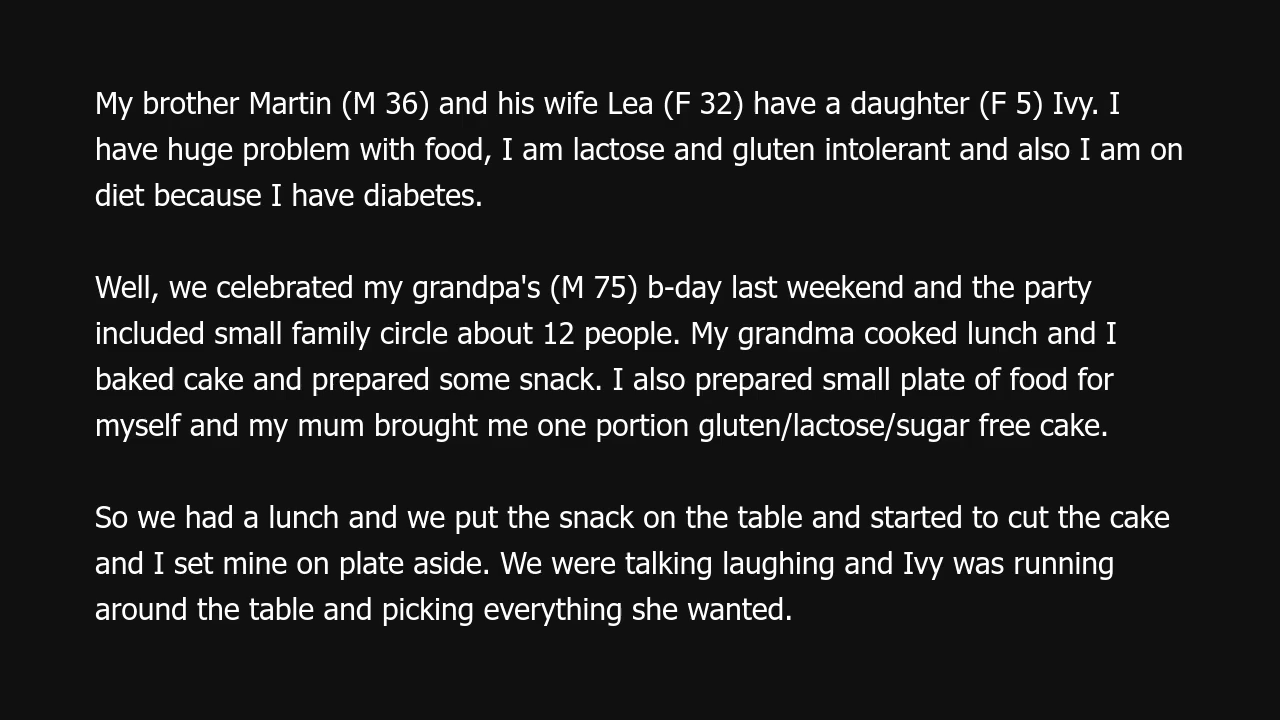 My brother Martin (M 36) and his wife Lea (F 32) have a daughter (F 5) Ivy. I
have huge problem with food, I am lactose and gluten intolerant and also I am on
diet because I have diabetes.
Well, we celebrated my grandpa's (M 75) b-day last weekend and the party
included small family circle about 12 people. My grandma cooked lunch and I
baked cake and prepared some snack. I also prepared small plate of food for
myself and my mum brought me one portion gluten/lactose/sugar free cake.
So we had a lunch and we put the snack on the table and started to cut the cake
and I set mine on plate aside. We were talking laughing and Ivy was running
around the table and picking everything she wanted.